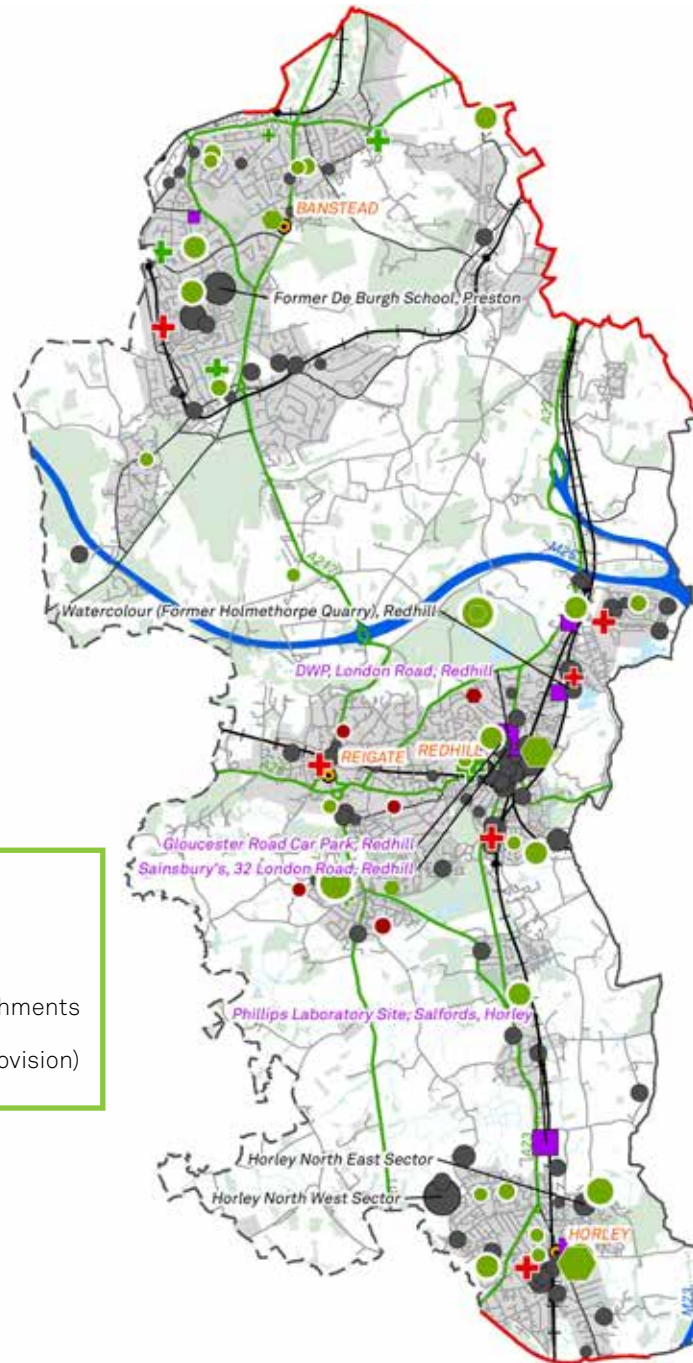 BANSTEAD
Former De Burgh School, Preston
A217
M25
Watercolour (Former Holmethorpe Quarry), Redhill
DWP, London Road, Redhill
REIGATE
REDHILL
Gloucester Road Car Park, Redhill
Sainsbury's, 32 London Road, Redhill
hments
ovision)
Phillips Laboratory Site, Salfords, Horley
A23
Horley North East Sector
Horley North West Sector
HORLEY
M23